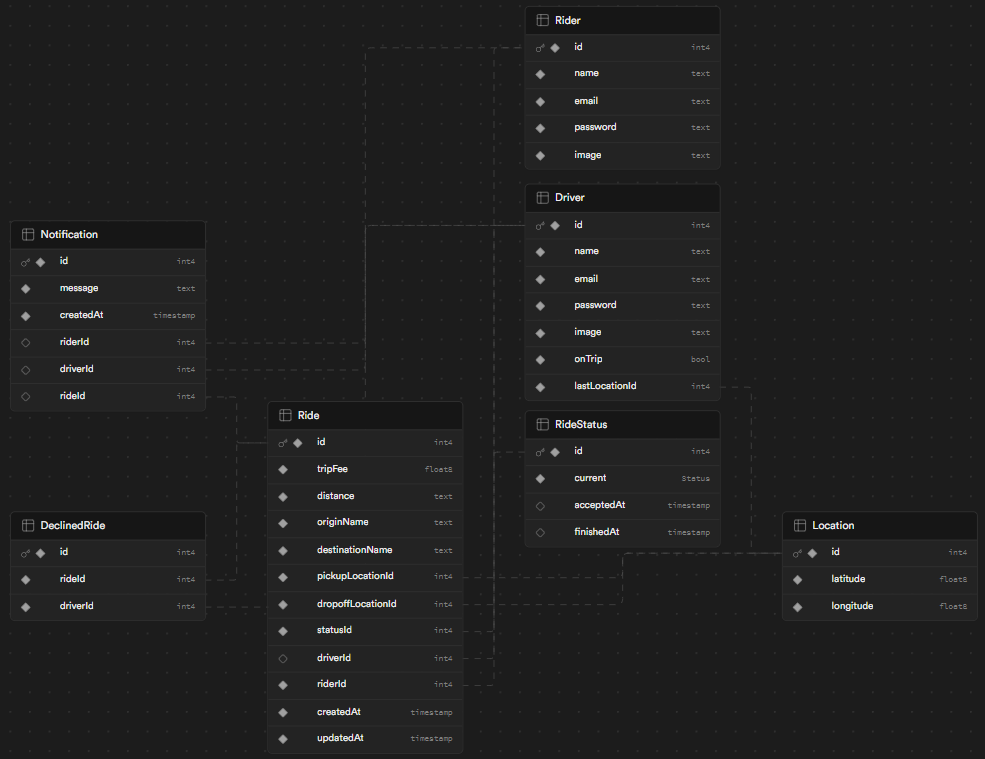 Rider
id int4
name text
email text
password text
image text
Driver
id int4
name text
email text
password text
image text
onTrip bool
lastLocationId int4
Notification
id int4
message text
createdAt timestamp
riderId int4
driverId int4
rideId int4
Ride
id int4
tripFee float8
distance text
originName text
destinationName text
pickupLocationId int4
dropoffLocationId int4
statusId int4
driverId int4
riderId int4
createdAt timestamp
updatedAt timestamp
RideStatus
id int4
current Status
acceptedAt timestamp
finishedAt timestamp
DeclinedRide
id int4
rideId int4
driverId int4
Location
id int4
latitude float8
longitude float8